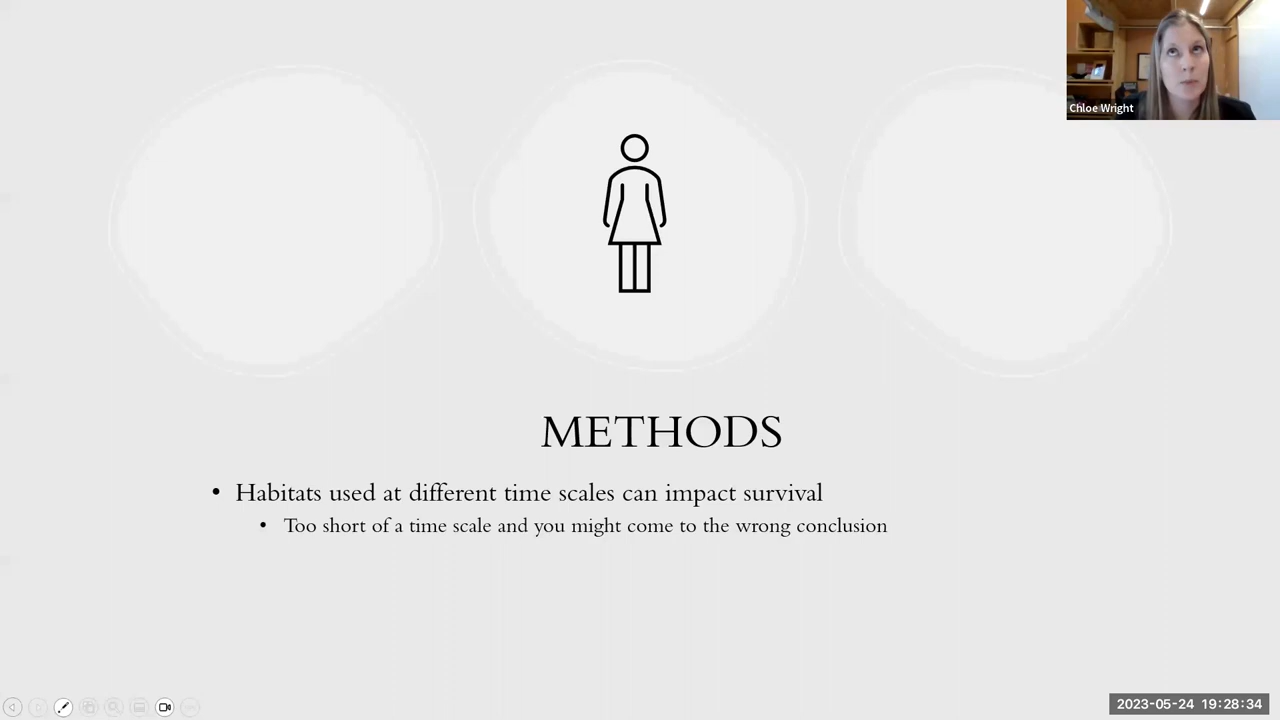 Chloe Wright
METHODS
• Habitats used at different time scales can impact survival
• Too short of a time scale and you might come to the wrong conclusion
2023-05-24 19:28:34